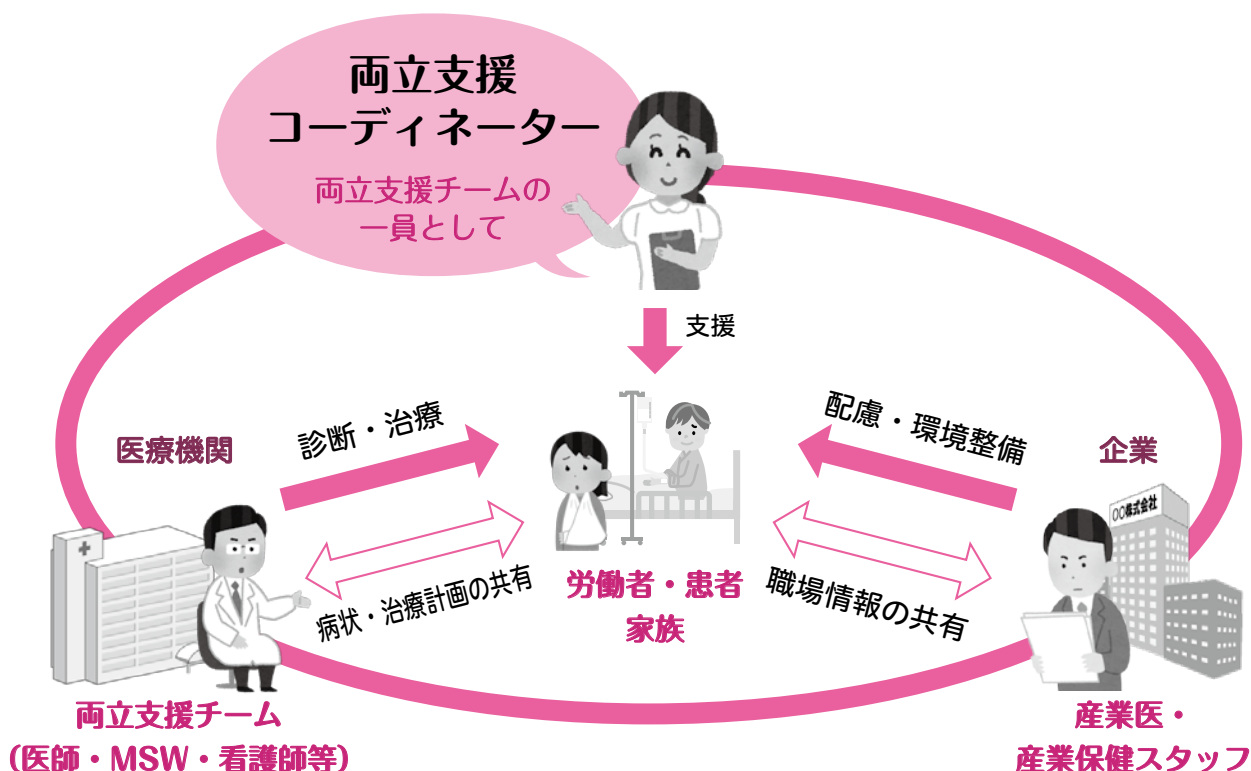 両立支援
コーディネーター
両立支援チームの
一員として
支援
医療機関
診断・治療
配慮・環境整備
企業
〇〇株式会社
病状・治療計画の共有
労働者・患者
家族
職場情報の共有
両立支援チーム
（医師・MSW・看護師等）
産業医・
産業保健スタッフ